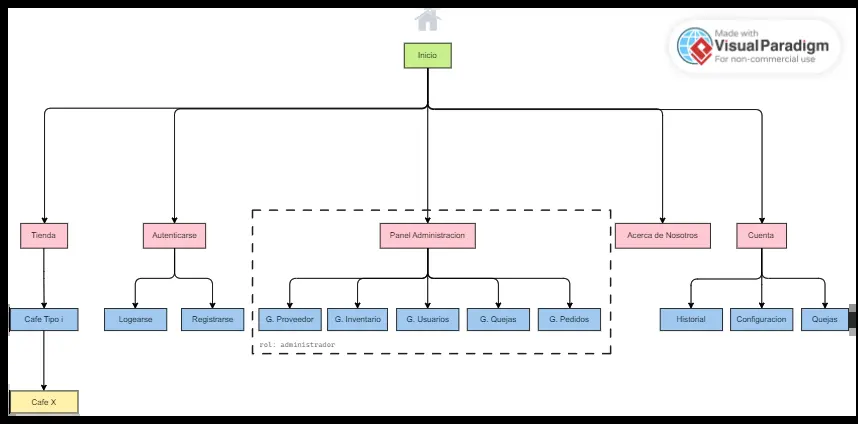 Made with
Visual Paradigm
For non-commercial use
Inicio
Tienda
Autenticarse
Panel Administracion
Acerca de Nosotros
Cuenta
Cafe Tipo i
Logearse
Registrarse
G. Proveedor
G. Inventario
G. Usuarios
G. Quejas
G. Pedidos
Historial
Configuracion
Quejas
rol: administrador
Cafe X